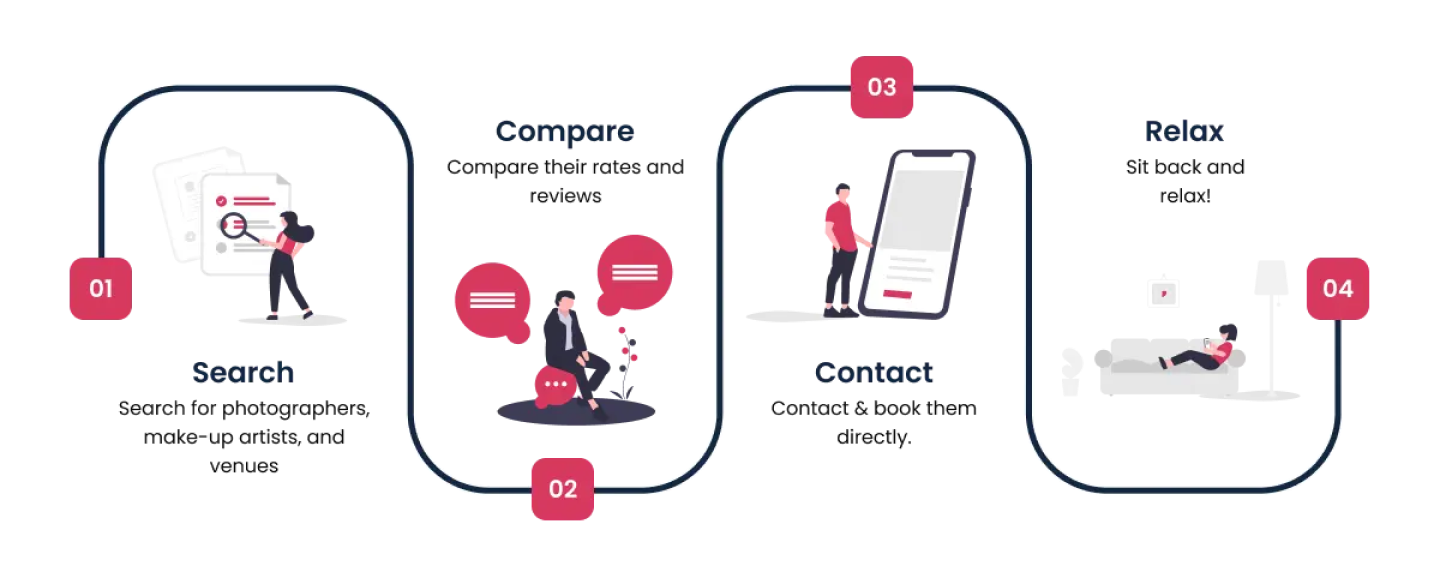 01
Search
Search for photographers,
make-up artists, and
venues
Compare
Compare their rates and
reviews
02
03
Contact
Contact & book them
directly.
Relax
Sit back and
relax!
04